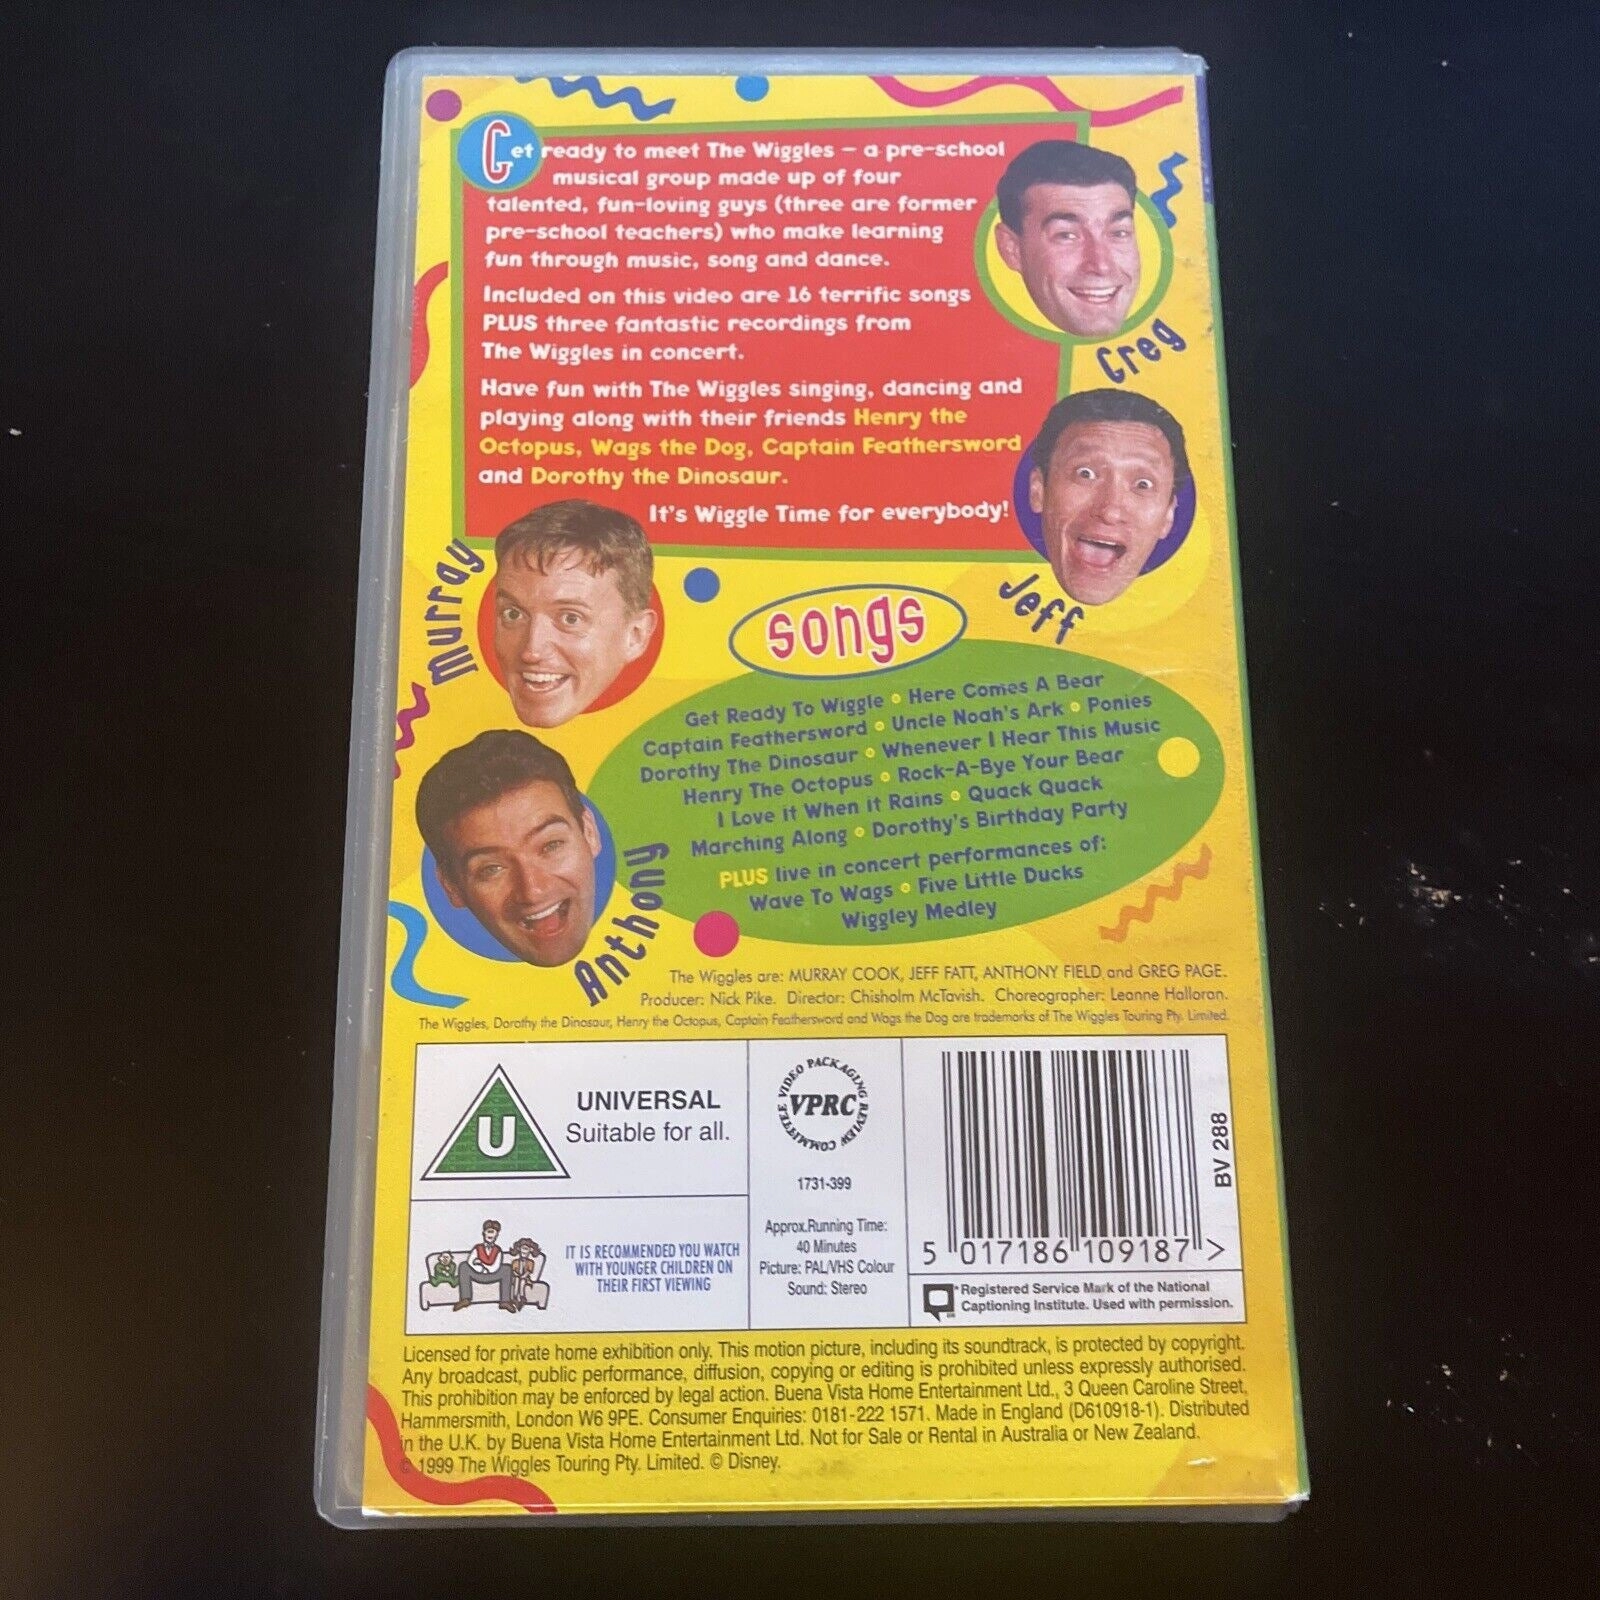 Get ready to meet The Wiggles – a pre-school
musical group made up of four
talented, fun-loving guys (three are former
pre-school teachers) who make learning
fun through music, song and dance.
Included on this video are 16 terrific songs
PLUS three fantastic recordings from
The Wiggles in concert.
Have fun with The Wiggles singing, dancing and
playing along with their friends Henry the
Octopus, Wags the Dog, Captain Feathersword
and Dorothy the Dinosaur.
It's Wiggle Time for everybody!
Greg
Jeff
Murray
Anthony
songs
Get Ready To Wiggle • Here Comes A Bear
Captain Feathersword • Uncle Noah's Ark • Ponies
Dorothy The Dinosaur • Whenever I Hear This Music
Henry The Octopus • Rock-A-Bye Your Bear
I Love It When it Rains • Quack Quack
Marching Along • Dorothy's Birthday Party
PLUS live in concert performances of:
Wave To Wags • Five Little Ducks
Wiggley Medley
The Wiggles are: MURRAY COOK, JEFF FATT, ANTHONY FIELD and GREG PAGE.
Producer: Nick Pike. Director: Chisholm McTavish. Choreographer: Leanne Halloran.
The Wiggles, Dorothy the Dinosaur, Henry the Octopus, Captain Feathersword and Wags the Dog are trademarks of The Wiggles Touring Pty. Limited.
U
UNIVERSAL
Suitable for all.
IT IS RECOMMENDED YOU WATCH
WITH YOUNGER CHILDREN ON
THEIR FIRST VIEWING
VIDEO PACKAGING REVIEW COMMITTEE
VPRC
1731-399
Approx.Running Time:
40 Minutes
Picture: PAL/VHS Colour
Sound: Stereo
BV 288
5 017186 109187 >
*Registered Service Mark of the National
Captioning Institute. Used with permission.
Licensed for private home exhibition only. This motion picture, including its soundtrack, is protected by copyright.
Any broadcast, public performance, diffusion, copying or editing is prohibited unless expressly authorised.
This prohibition may be enforced by legal action. Buena Vista Home Entertainment Ltd., 3 Queen Caroline Street,
Hammersmith, London W6 9PE. Consumer Enquiries: 0181-222 1571. Made in England (D610918-1). Distributed
in the U.K. by Buena Vista Home Entertainment Ltd. Not for Sale or Rental in Australia or New Zealand.
© 1999 The Wiggles Touring Pty. Limited. © Disney.